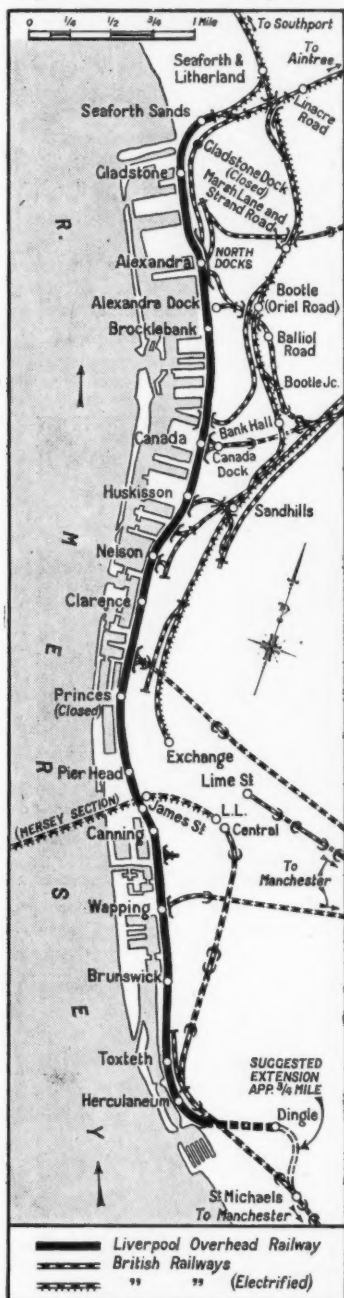 0 1/4 1/2 3/4 1 Mile
To Southport
Seaforth &
Litherland
To
Aintree
Seaforth Sands
Linacre
Road
Gladstone
Gladstone Dock
(Closed)
Marsh Lane and
Strand Road
R.
Alexandra
NORTH
DOCKS
Alexandra Dock
Bootle
(Oriel Road)
Brocklebank
Balliol
Road
Bootle Jc.
Canada
Bank Hall
Canada
Dock
Huskisson
Sandhills
M
Nelson
Clarence
E
Princes
(Closed)
R
Exchange
Pier Head
Lime St
(MERSEY SECTION)
James St
L.L.
Central
Canning
To
Manchester
S
Wapping
E
Brunswick
Toxteth
SUGGESTED
EXTENSION
APP. 3/4 MILE
Herculaneum
Dingle
Y
St Michaels
To Manchester
Liverpool Overhead Railway
British Railways
" " (Electrified)